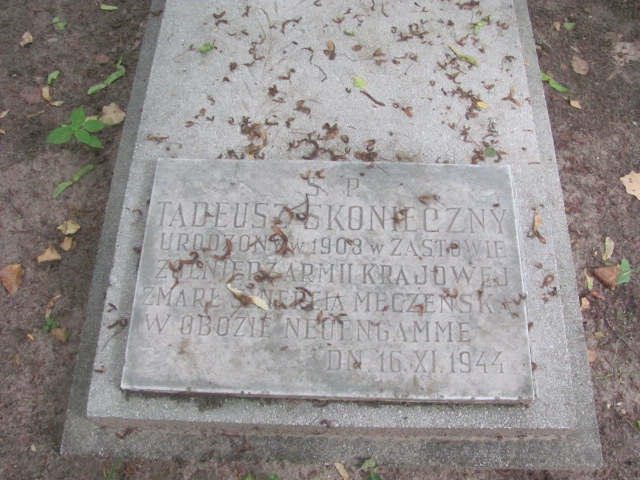 Ś P
TADEUSZ SKONIECZNY
URODZONY W 1908 W ZASTOWIE
ŻOŁNIERZ ARMII KRAJOWEJ
ZMARŁ ŚMIERCIĄ MĘCZEŃSKĄ
W OBOZIE NEUENGAMME
DN. 16.XI.1944